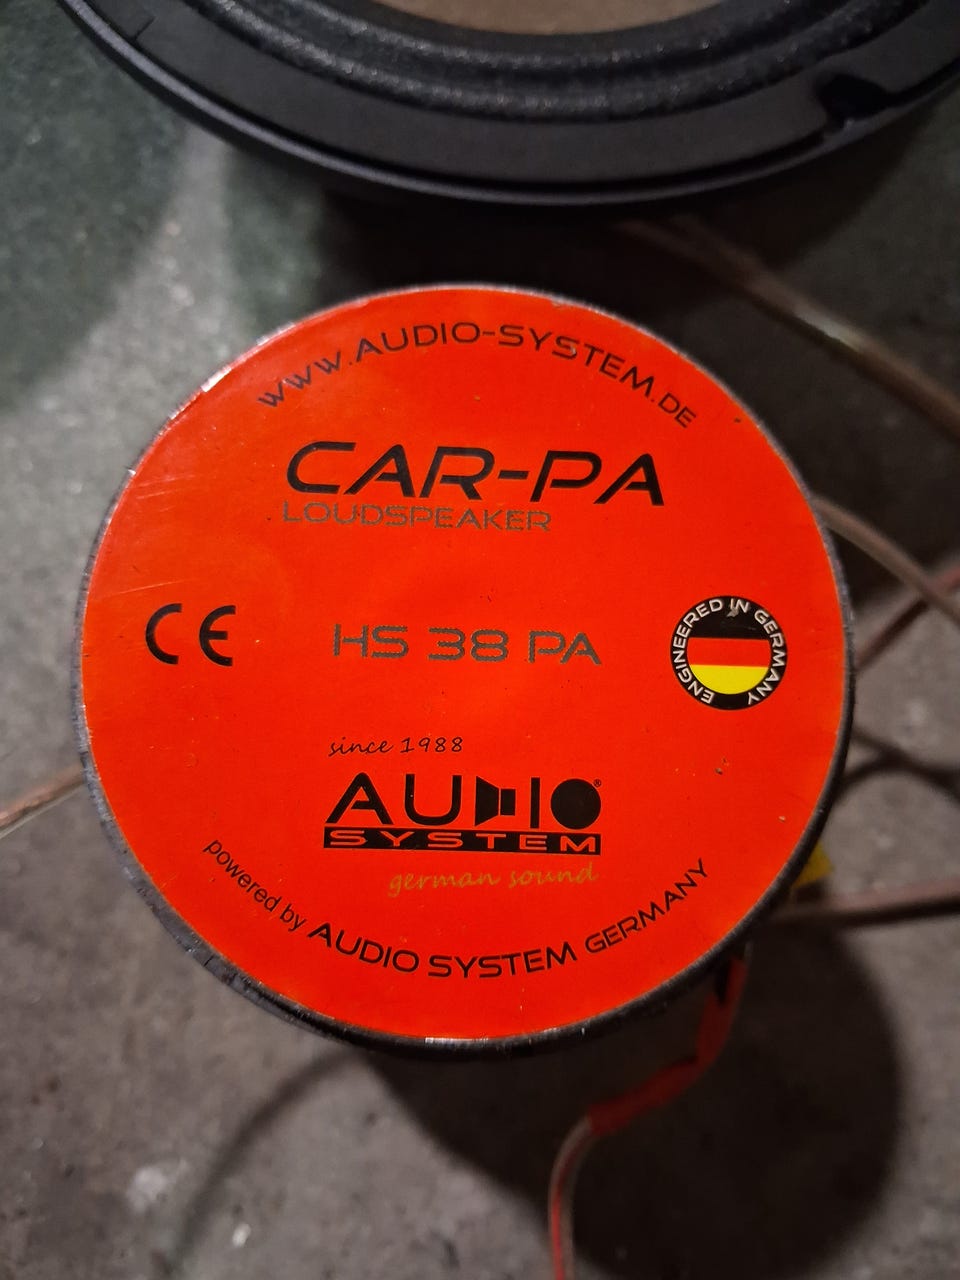 www.AUDIO-SYSTEM.DE
CAR-PA
LOUDSPEAKER
CE
HS 38 PA
ENGINEERED IN GERMANY
since 1988
AUDIO®
SYSTEM
german sound
powered by AUDIO SYSTEM GERMANY